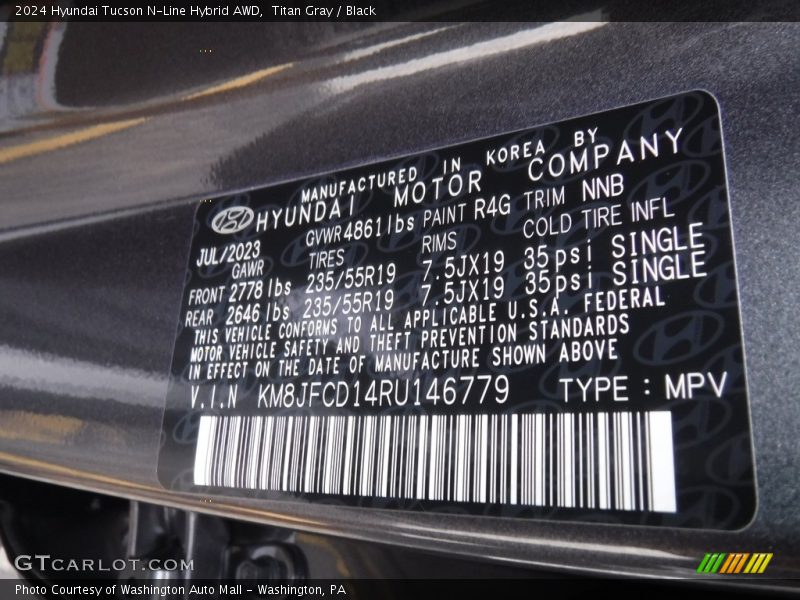 2024 Hyundai Tucson N-Line Hybrid AWD,  Titan Gray / Black
MANUFACTURED IN KOREA BY
HYUNDAI MOTOR COMPANY
JUL/2023 GVWR 4861 lbs PAINT R4G TRIM NNB
GAWR TIRES RIMS COLD TIRE INFL
FRONT 2778 lbs 235/55R19 7.5JX19 35psi SINGLE
REAR 2646 lbs 235/55R19 7.5JX19 35psi SINGLE
THIS VEHICLE CONFORMS TO ALL APPLICABLE U.S.A. FEDERAL
MOTOR VEHICLE SAFETY AND THEFT PREVENTION STANDARDS
IN EFFECT ON THE DATE OF MANUFACTURE SHOWN ABOVE
V.I.N KM8JFCD14RU146779 TYPE : MPV
GTCARLOT.COM
Photo Courtesy of Washington Auto Mall - Washington, PA